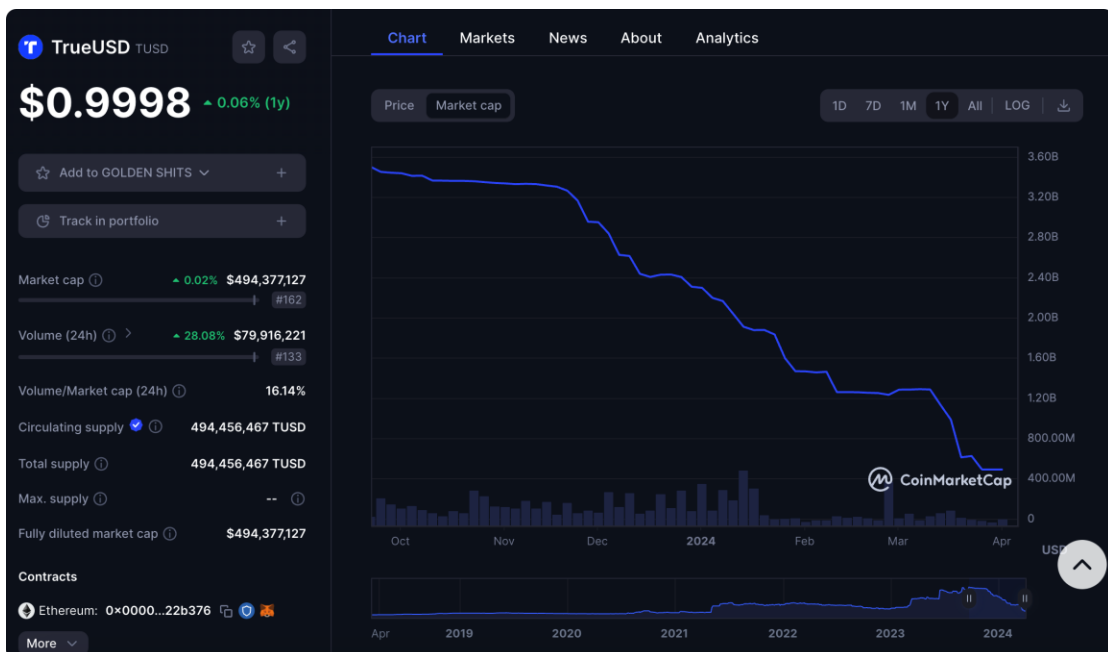 TrueUSD TUSD
$0.9998 0.06% (1y)
Add to GOLDEN SHITS +
Track in portfolio +
Market cap 0.02% $494,377,127
#162
Volume (24h) > 28.08% $79,916,221
#133
Volume/Market cap (24h) 16.14%
Circulating supply 494,456,467 TUSD
Total supply 494,456,467 TUSD
Max. supply --
Fully diluted market cap $494,377,127
Contracts
Ethereum: 0x0000...22b376
More
Chart Markets News About Analytics
Price Market cap
1D 7D 1M 1Y All LOG
3.60B
3.20B
2.80B
2.40B
2.00B
1.60B
1.20B
800.00M
400.00M
0
CoinMarketCap
Oct Nov Dec 2024 Feb Mar Apr
USD
Apr 2019 2020 2021 2022 2023 2024